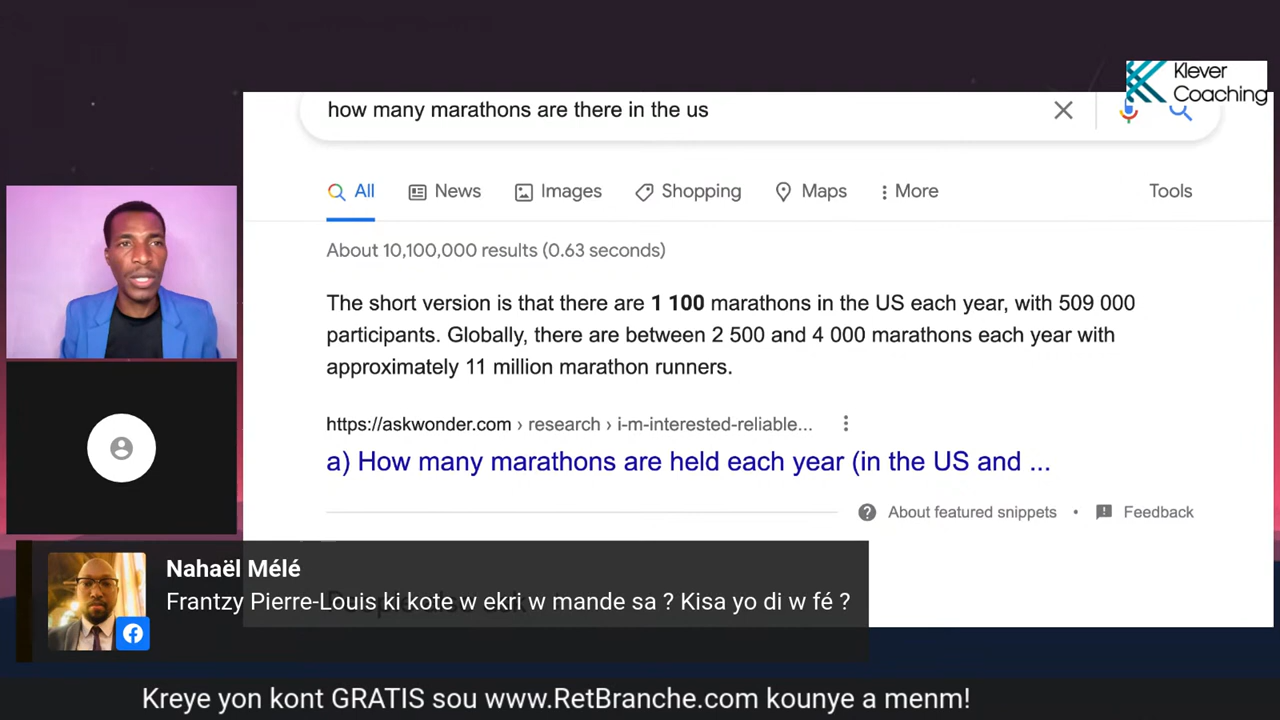 Klever
Coaching
how many marathons are there in the us
All News Images Shopping Maps More Tools
About 10,100,000 results (0.63 seconds)
The short version is that there are 1 100 marathons in the US each year, with 509 000
participants. Globally, there are between 2 500 and 4 000 marathons each year with
approximately 11 million marathon runners.
https://askwonder.com › research › i-m-interested-reliable...
a) How many marathons are held each year (in the US and ...
About featured snippets • Feedback
Nahaël Mélé
Frantzy Pierre-Louis ki kote w ekri w mande sa ? Kisa yo di w fé ?
Kreye yon kont GRATIS sou www.RetBranche.com kounye a menm!